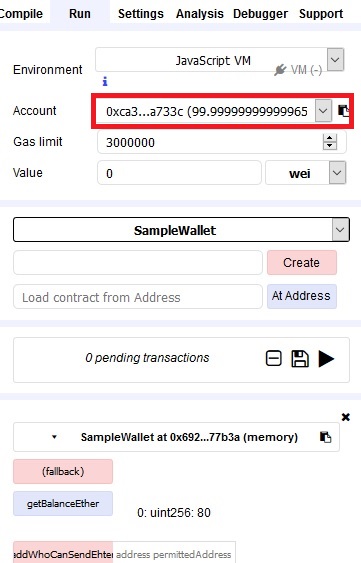 Compile Run Settings Analysis Debugger Support
Environment JavaScript VM VM (-)
i
Account 0xca3...a733c (99.99999999999965
Gas limit 3000000
Value 0 wei
SampleWallet
Create
Load contract from Address At Address
0 pending transactions
SampleWallet at 0x692...77b3a (memory)
(fallback)
getBalanceEther 0: uint256: 80
addWhoCanSendEhter address permittedAddress